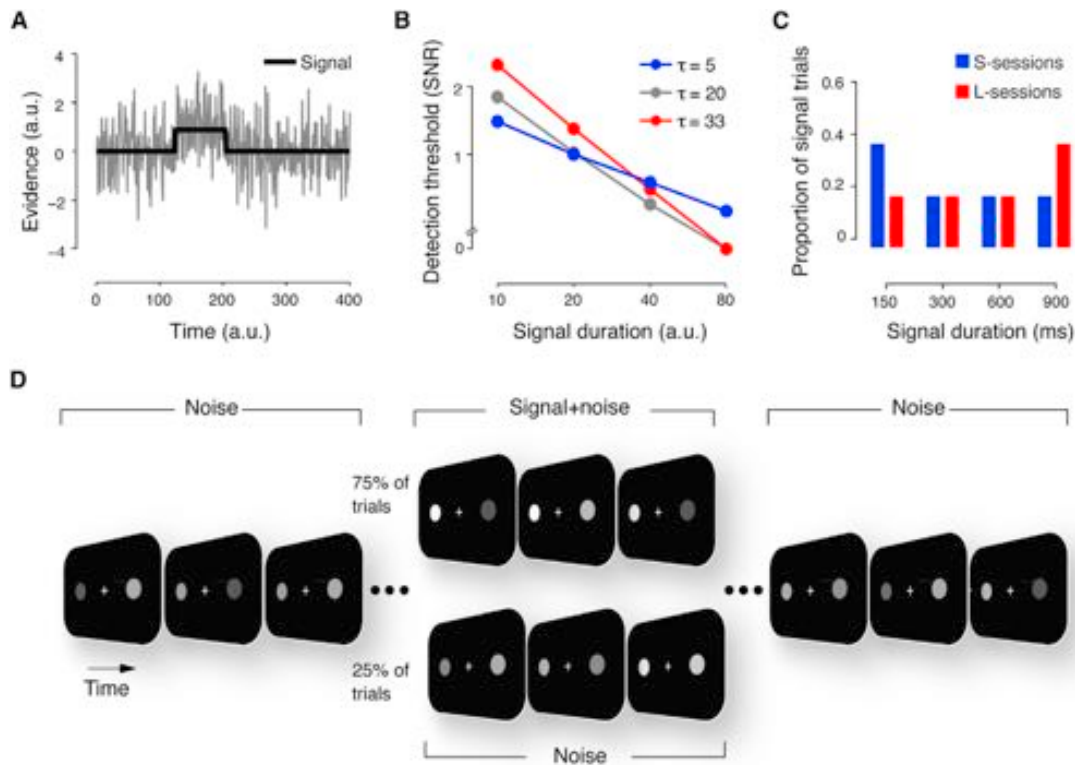 A
Evidence (a.u.)
4
2
0
−2
−4
Signal
0 100 200 300 400
Time (a.u.)
B
Detection threshold (SNR)
2
1
0
τ = 5
τ = 20
τ = 33
10 20 40 80
Signal duration (a.u.)
C
Proportion of signal trials
0.6
0.4
0.2
0
S-sessions
L-sessions
150 300 600 900
Signal duration (ms)
D
Noise
Signal+noise
Noise
75% of
trials
25% of
trials
Time
Noise